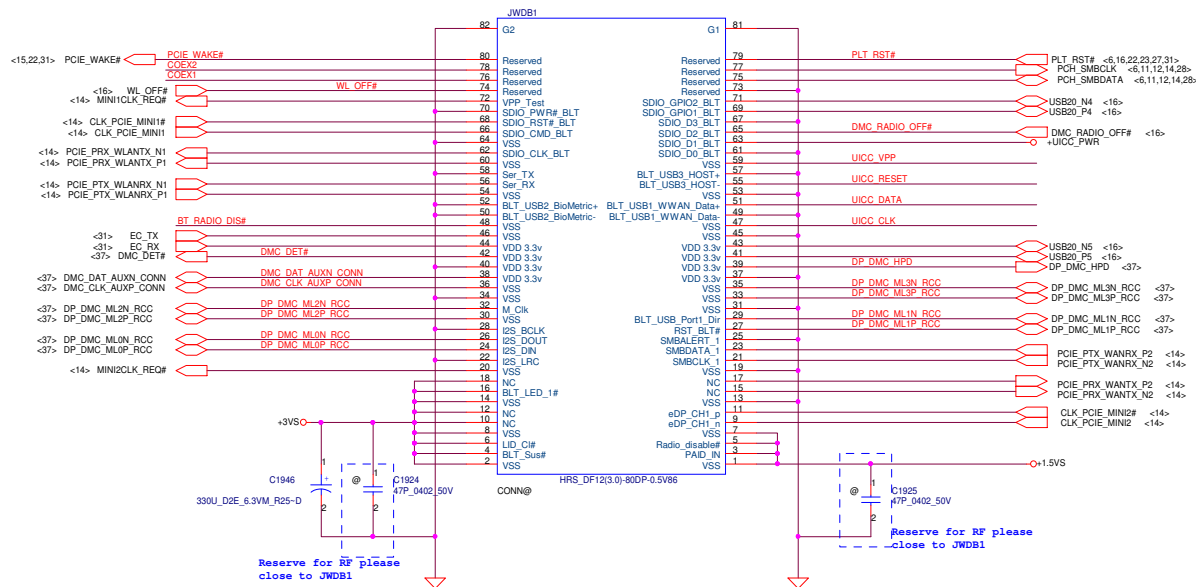 JWDB1
82 G2 G1 81
<15,22,31> PCIE_WAKE# PCIE_WAKE# 80 Reserved Reserved 79 PLT_RST# PLT_RST# <6,16,22,23,27,31>
COEX2 78 Reserved Reserved 77 PCH_SMBCLK <6,11,12,14,28>
COEX1 76 Reserved Reserved 75 PCH_SMBDATA <6,11,12,14,28>
<16> WL_OFF# WL_OFF# 74 Reserved Reserved 73
<14> MINI1CLK_REQ# 72 VPP_Test SDIO_GPIO2_BLT 71 USB20_N4 <16>
70 SDIO_PWR#_BLT SDIO_GPIO1_BLT 69 USB20_P4 <16>
<14> CLK_PCIE_MINI1# 68 SDIO_RST#_BLT SDIO_D3_BLT 67
<14> CLK_PCIE_MINI1 66 SDIO_CMD_BLT SDIO_D2_BLT 65 DMC_RADIO_OFF# DMC_RADIO_OFF# <16>
64 VSS SDIO_D1_BLT 63 +UICC_PWR
<14> PCIE_PRX_WLANTX_N1 62 SDIO_CLK_BLT SDIO_D0_BLT 61
<14> PCIE_PRX_WLANTX_P1 60 VSS VSS 59 UICC_VPP
58 Ser_TX BLT_USB3_HOST+ 57
<14> PCIE_PTX_WLANRX_N1 56 Ser_RX BLT_USB3_HOST- 55 UICC_RESET
<14> PCIE_PTX_WLANRX_P1 54 VSS VSS 53
52 BLT_USB2_BioMetric+ BLT_USB1_WWAN_Data+ 51 UICC_DATA
50 BLT_USB2_BioMetric- BLT_USB1_WWAN_Data- 49
BT_RADIO_DIS# 48 VSS VSS 47 UICC_CLK
<31> EC_TX 46 VSS VSS 45
<31> EC_RX 44 VDD 3.3v VDD 3.3v 43 USB20_N5 <16>
<37> DMC_DET# DMC_DET# 42 VDD 3.3v VDD 3.3v 41 USB20_P5 <16>
40 VDD 3.3v VDD 3.3v 39 DP_DMC_HPD DP_DMC_HPD <37>
<37> DMC_DAT_AUXN_CONN DMC_DAT_AUXN_CONN 38 VDD 3.3v VDD 3.3v 37
<37> DMC_CLK_AUXP_CONN DMC_CLK_AUXP_CONN 36 VSS VSS 35 DP_DMC_ML3N_RCC DP_DMC_ML3N_RCC <37>
34 VSS VSS 33 DP_DMC_ML3P_RCC DP_DMC_ML3P_RCC <37>
<37> DP_DMC_ML2N_RCC DP_DMC_ML2N_RCC 32 M_Clk VSS 31
<37> DP_DMC_ML2P_RCC DP_DMC_ML2P_RCC 30 VSS BLT_USB_Port1_Dir 29 DP_DMC_ML1N_RCC DP_DMC_ML1N_RCC <37>
28 I2S_BCLK RST_BLT# 27 DP_DMC_ML1P_RCC DP_DMC_ML1P_RCC <37>
<37> DP_DMC_ML0N_RCC DP_DMC_ML0N_RCC 26 I2S_DOUT SMBALERT_1 25
<37> DP_DMC_ML0P_RCC DP_DMC_ML0P_RCC 24 I2S_DIN SMBDATA_1 23 PCIE_PTX_WANRX_P2 <14>
22 I2S_LRC SMBCLK_1 21 PCIE_PTX_WANRX_N2 <14>
<14> MINI2CLK_REQ# 20 VSS VSS 19
18 NC NC 17 PCIE_PRX_WANTX_P2 <14>
16 BLT_LED_1# NC 15 PCIE_PRX_WANTX_N2 <14>
14 VSS VSS 13
12 NC eDP_CH1_p 11 CLK_PCIE_MINI2# <14>
+3VS 10 NC eDP_CH1_n 9 CLK_PCIE_MINI2 <14>
8 VSS VSS 7
6 LID_Cl# Radio_disable# 5
4 BLT_Sus# PAID_IN 3
2 VSS VSS 1 +1.5VS
HRS_DF12(3.0)-80DP-0.5V86
CONN@
C1946
330U_D2E_6.3VM_R25~D
1
+
2
@
C1924
47P_0402_50V
1
2
Reserve for RF please
close to JWDB1
@
C1925
47P_0402_50V
1
2
Reserve for RF please
close to JWDB1